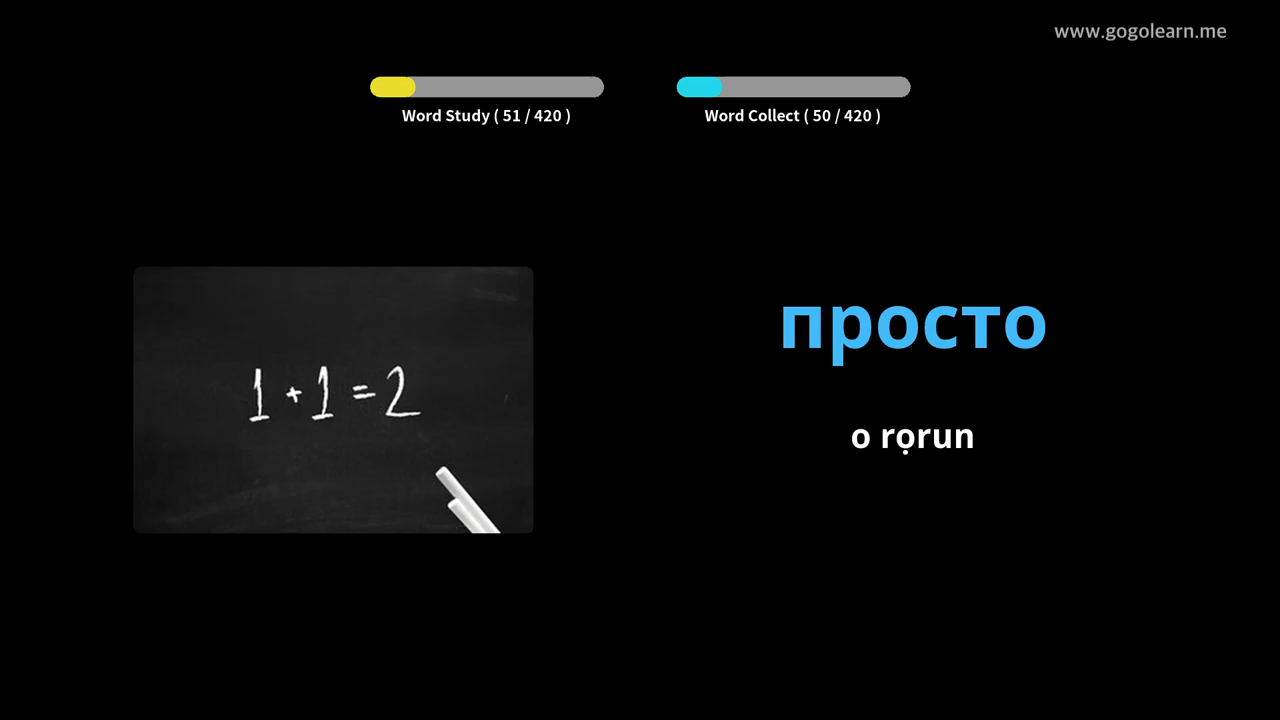 www.gogolearn.me
Word Study ( 51 / 420 )
Word Collect ( 50 / 420 )
1 + 1 = 2
просто
o rọrun